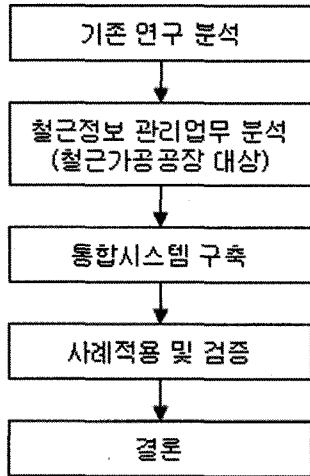 기존 연구 분석
철근정보 관리업무 분석
(철근가공공장 대상)
통합시스템 구축
사례적용 및 검증
결론